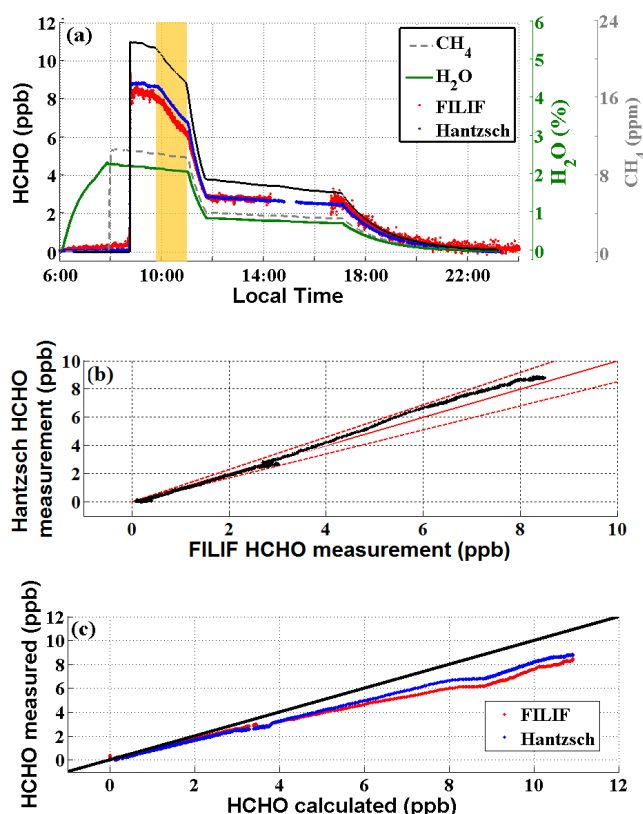 (a)
HCHO (ppb)
12
10
8
6
4
2
0
6:00
10:00
14:00
18:00
22:00
Local Time
CH4
H2O
FILIF
Hantzsch
6
5
4
3
2
1
0
H2O (%)
24
16
8
0
CH4 (ppm)
(b)
Hantzsch HCHO
measurement (ppb)
10
8
6
4
2
0
0
2
4
6
8
10
FILIF HCHO measurement (ppb)
(c)
HCHO measured (ppb)
12
10
8
6
4
2
0
0
2
4
6
8
10
12
HCHO calculated (ppb)
FILIF
Hantzsch